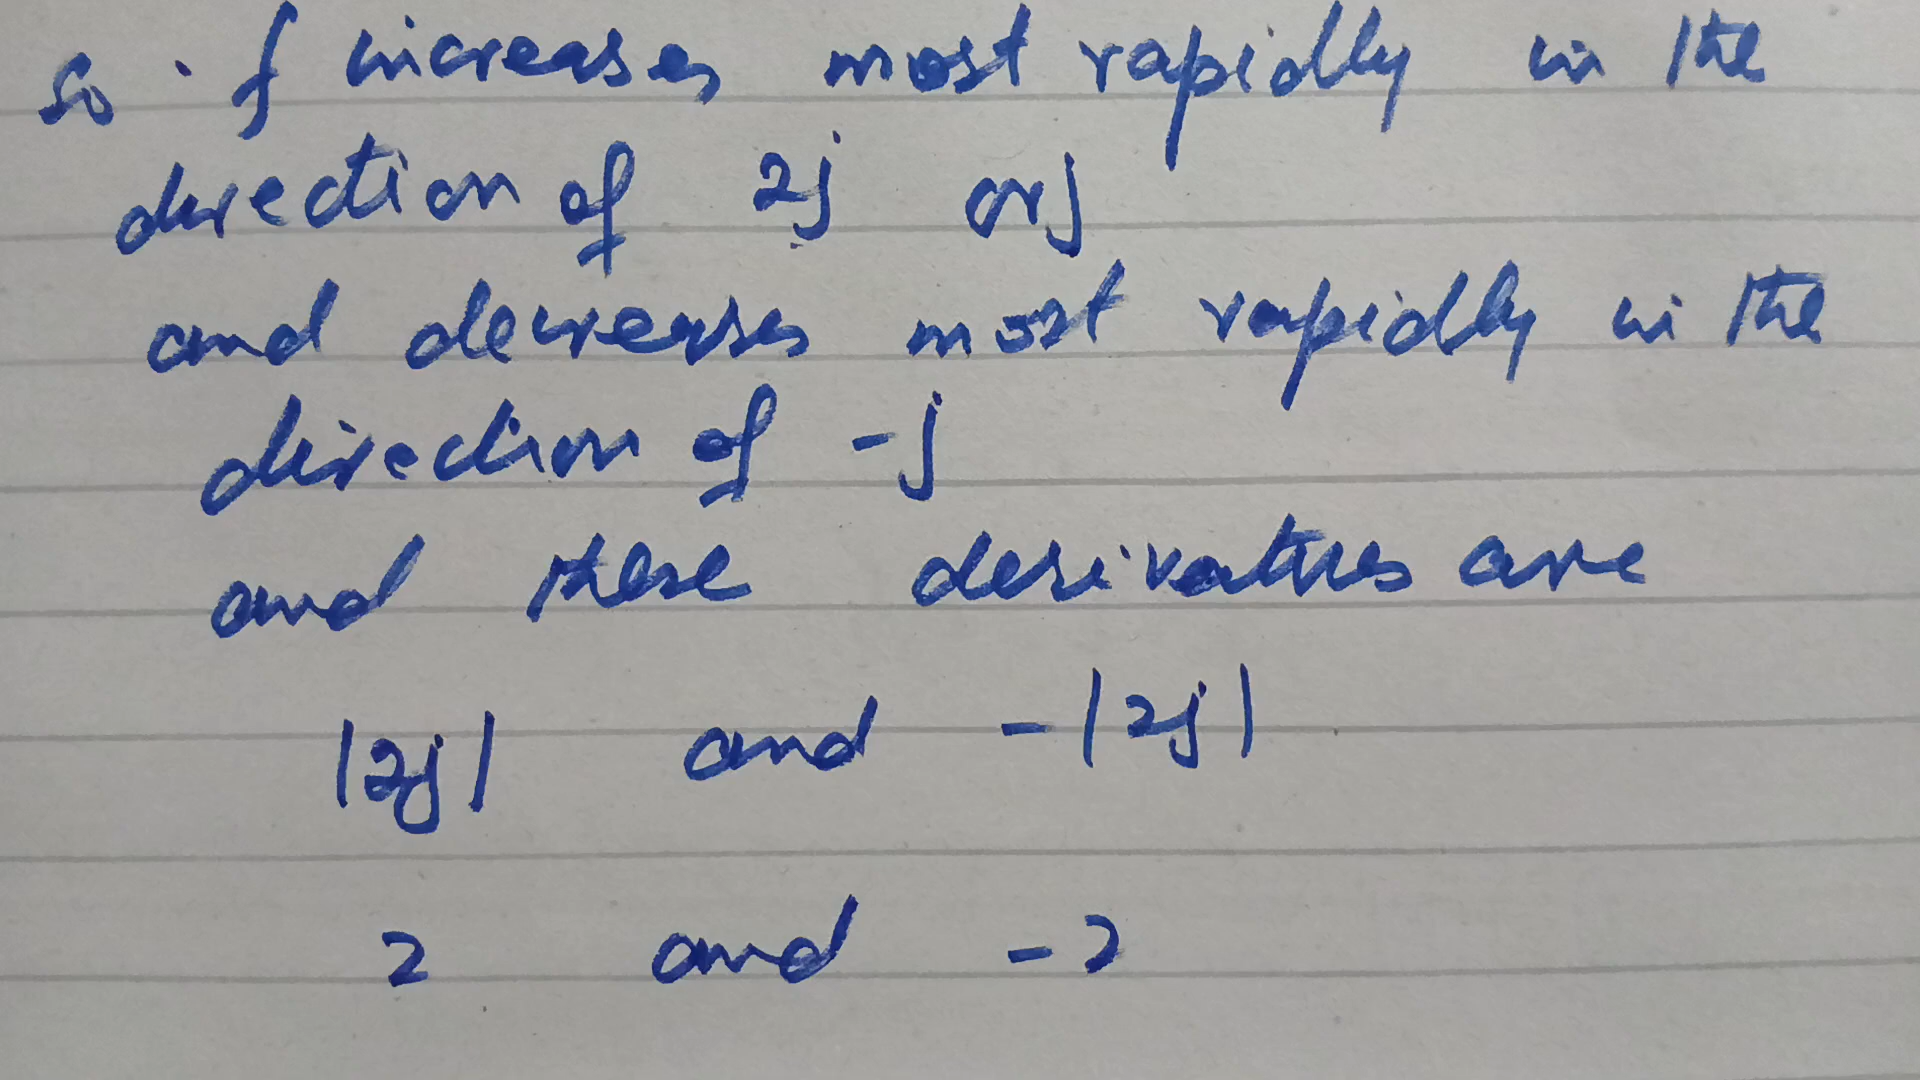 so f increases most rapidly in the
direction of 2j or j
and decreases most rapidly in the
direction of -j
and these derivatives are
|2j| and -|2j|
2 and -2